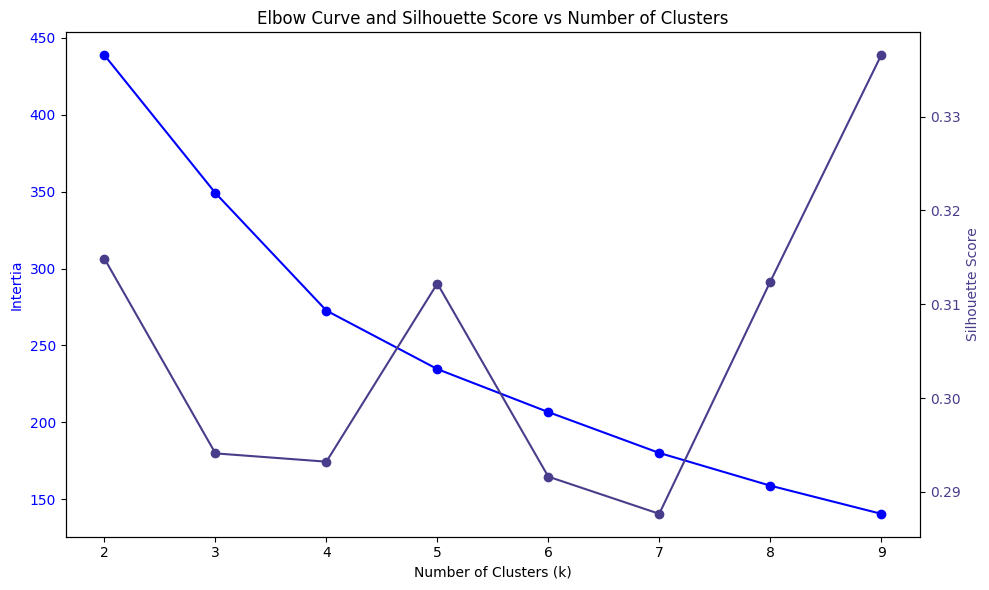 Elbow Curve and Silhouette Score vs Number of Clusters
450
400
350
300
250
200
150
Intertia
0.33
0.32
0.31
0.30
0.29
Silhouette Score
2 3 4 5 6 7 8 9
Number of Clusters (k)